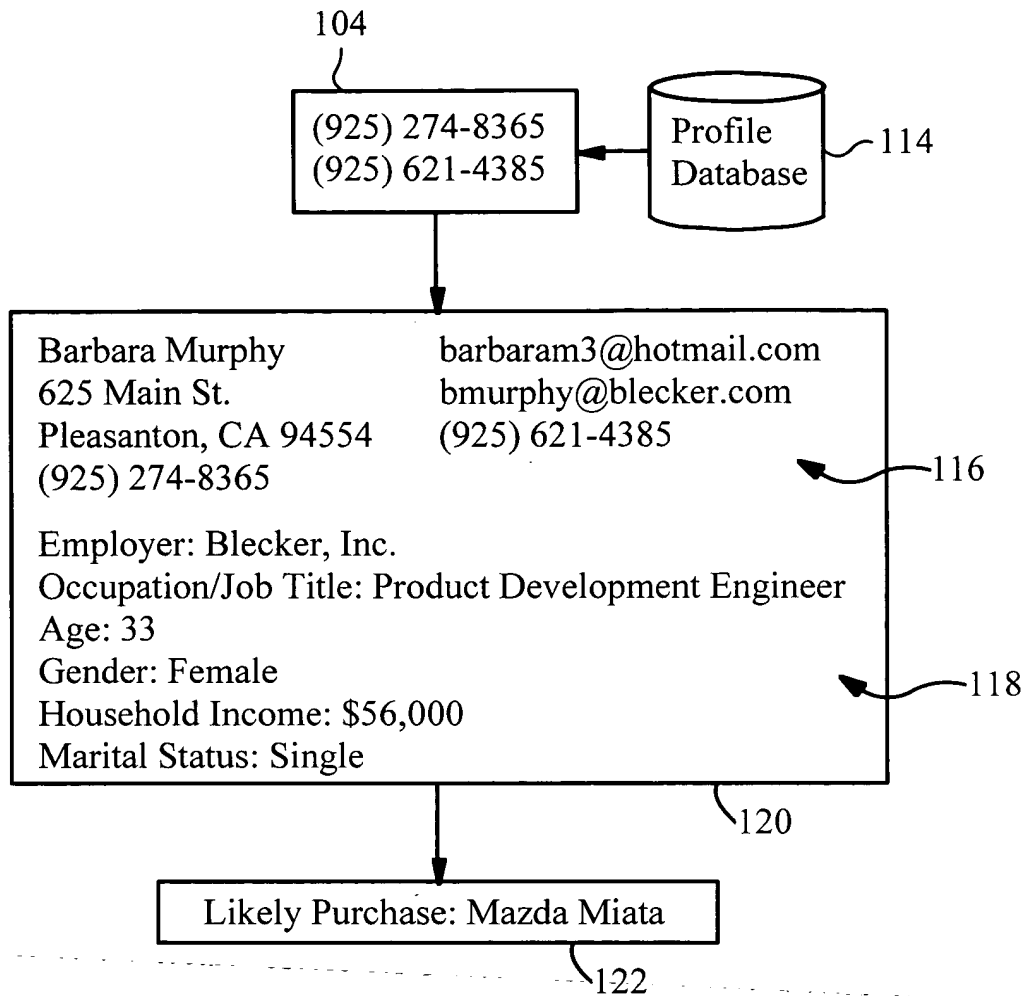 104
(925) 274-8365
(925) 621-4385
Profile
Database
114
Barbara Murphy
625 Main St.
Pleasanton, CA 94554
(925) 274-8365
barbaram3@hotmail.com
bmurphy@blecker.com
(925) 621-4385
116
Employer: Blecker, Inc.
Occupation/Job Title: Product Development Engineer
Age: 33
Gender: Female
Household Income: $56,000
Marital Status: Single
118
120
Likely Purchase: Mazda Miata
122